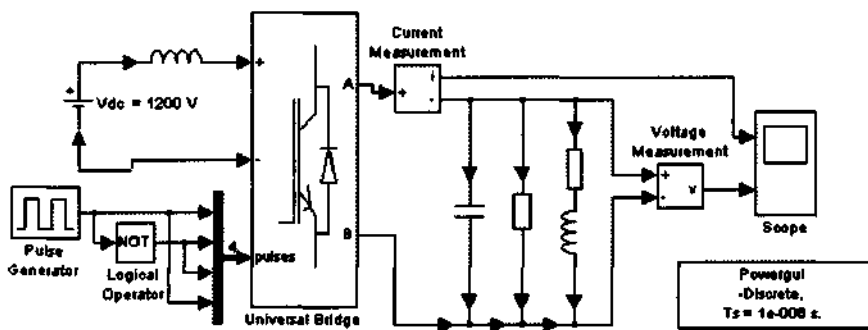 Current
Measurement
+
i
-
+
Vdc = 1200 V
+
-
A
B
4
pulses
Universal Bridge
Pulse
Generator
NOT
Logical
Operator
Voltage
Measurement
+
-
v
Scope
Powergui
-Discrete,
Ts = 1e-006 s.